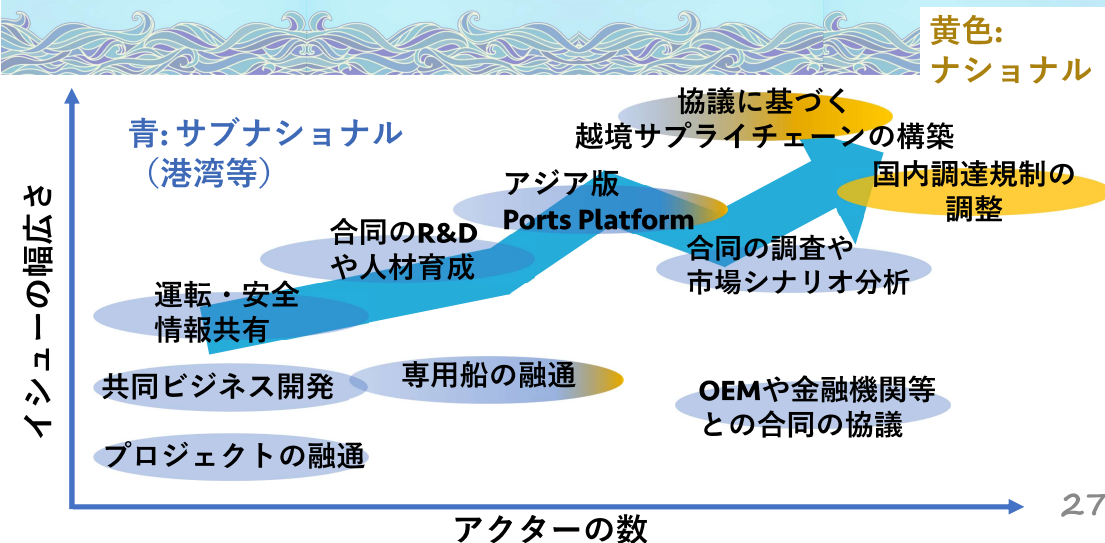 黄色:
ナショナル
青: サブナショナル
（港湾等）
協議に基づく
越境サプライチェーンの構築
国内調達規制の
調整
アジア版
Ports Platform
合同のR&D
や人材育成
合同の調査や
市場シナリオ分析
運転・安全
情報共有
共同ビジネス開発
専用船の融通
OEMや金融機関等
との合同の協議
プロジェクトの融通
イシューの幅広さ
アクターの数
27